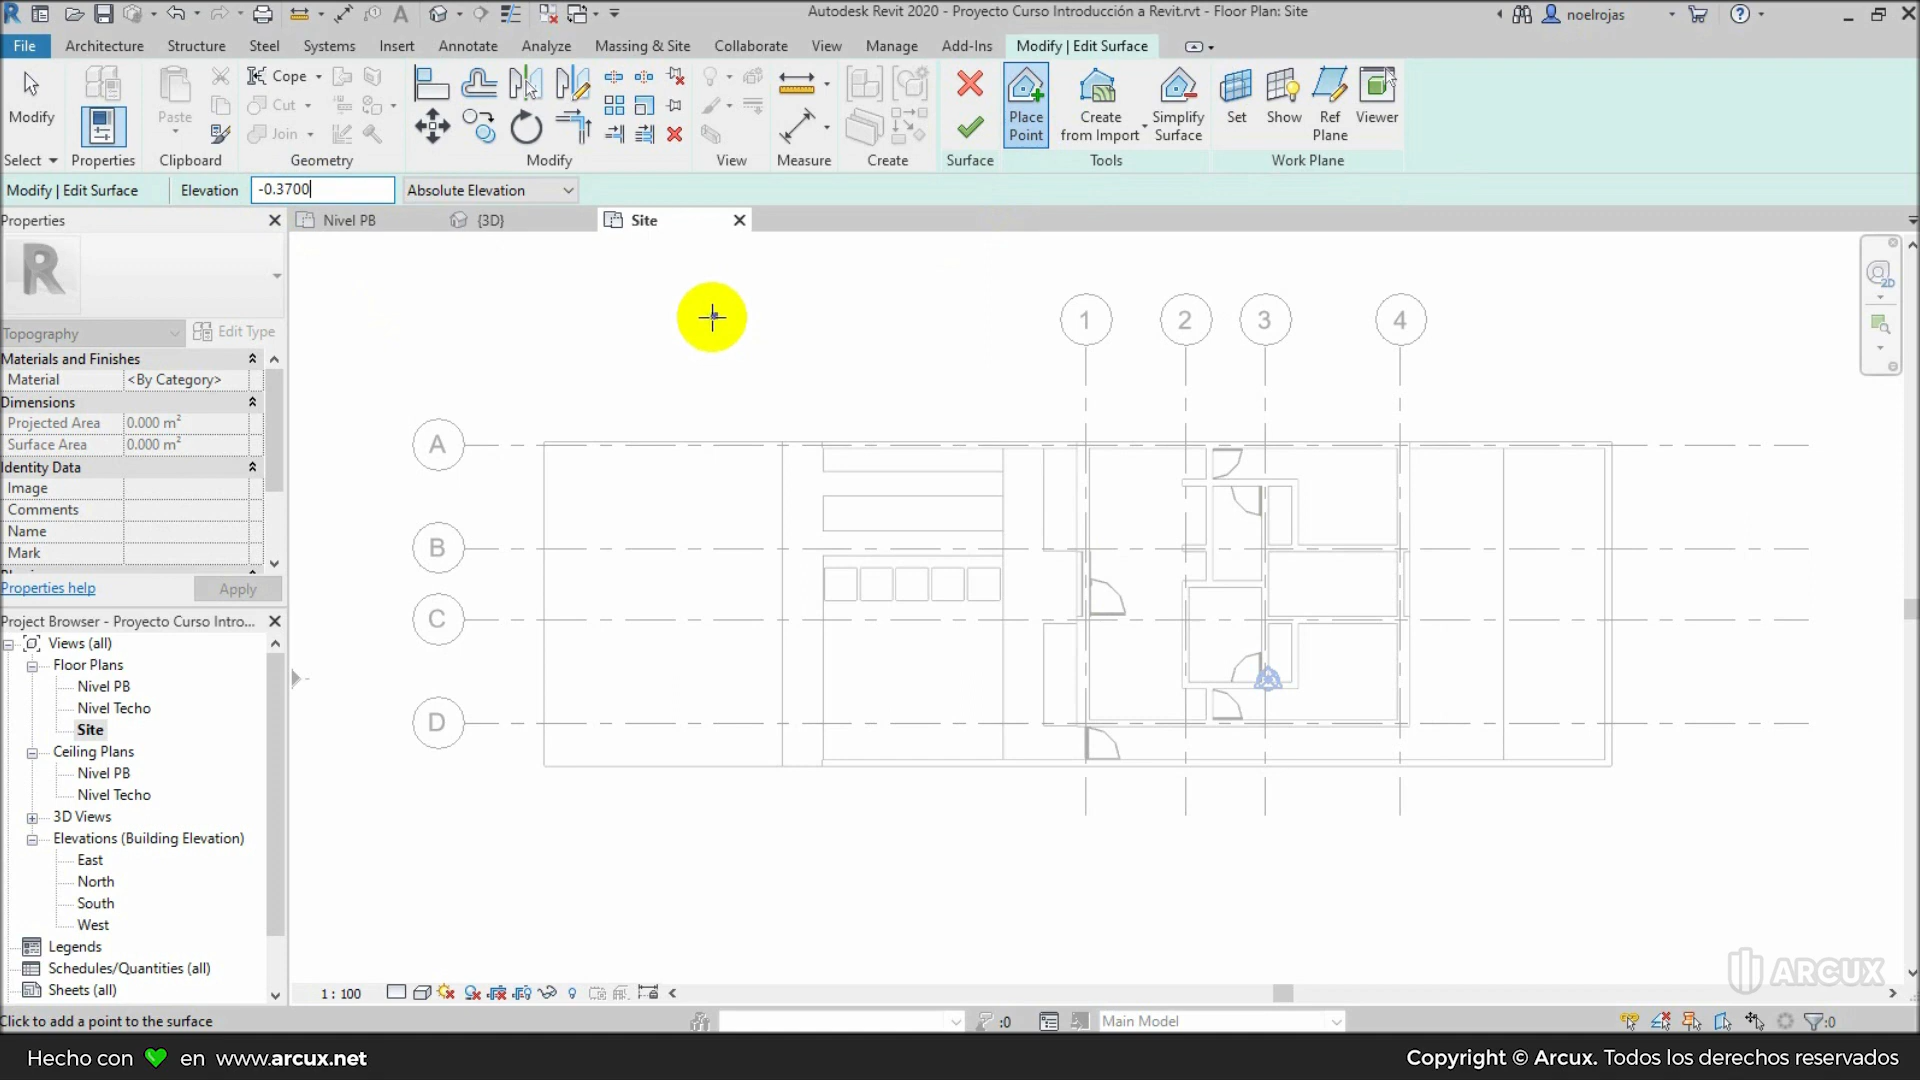 Autodesk Revit 2020 - Proyecto Curso Introducción a Revit.rvt - Floor Plan: Site
noelrojas
File Architecture Structure Steel Systems Insert Annotate Analyze Massing & Site Collaborate View Manage Add-Ins Modify | Edit Surface
Modify
Paste
Cope
Cut
Join
Place Point
Create from Import
Simplify Surface
Set
Show
Ref Plane
Viewer
Select Properties Clipboard Geometry Modify View Measure Create Surface Tools Work Plane
Modify | Edit Surface Elevation -0.3700 Absolute Elevation
Properties
Nivel PB {3D} Site
R
Topography Edit Type
Materials and Finishes
Material <By Category>
Dimensions
Projected Area 0.000 m²
Surface Area 0.000 m²
Identity Data
Image
Comments
Name
Mark
Properties help Apply
Project Browser - Proyecto Curso Intro...
Views (all)
Floor Plans
Nivel PB
Nivel Techo
Site
Ceiling Plans
Nivel PB
Nivel Techo
3D Views
Elevations (Building Elevation)
East
North
South
West
Legends
Schedules/Quantities (all)
Sheets (all)
1 2 3 4
A
B
C
D
2D
ARCUX
1 : 100
Click to add a point to the surface :0 Main Model :0
Hecho con en www.arcux.net Copyright © Arcux. Todos los derechos reservados